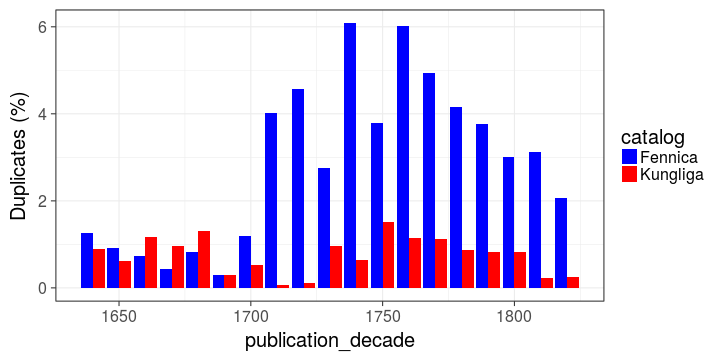 Duplicates (%)
6
4
2
0
1650 1700 1750 1800
publication_decade
catalog
Fennica
Kungliga